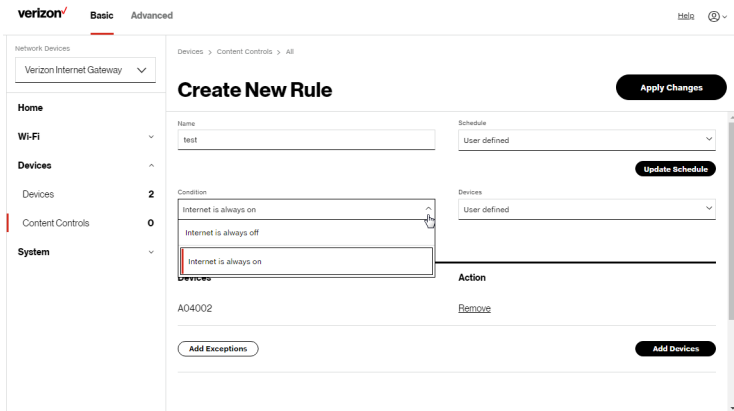 verizon✓
Basic Advanced
Help
Network Devices
Verizon Internet Gateway
Home
Wi-Fi
Devices
Devices 2
Content Controls 0
System
Devices > Content Controls > All
Create New Rule
Apply Changes
Name
test
Schedule
User defined
Update Schedule
Condition
Internet is always on
Internet is always off
Internet is always on
Devices
User defined
Devices Action
A04002 Remove
Add Exceptions Add Devices